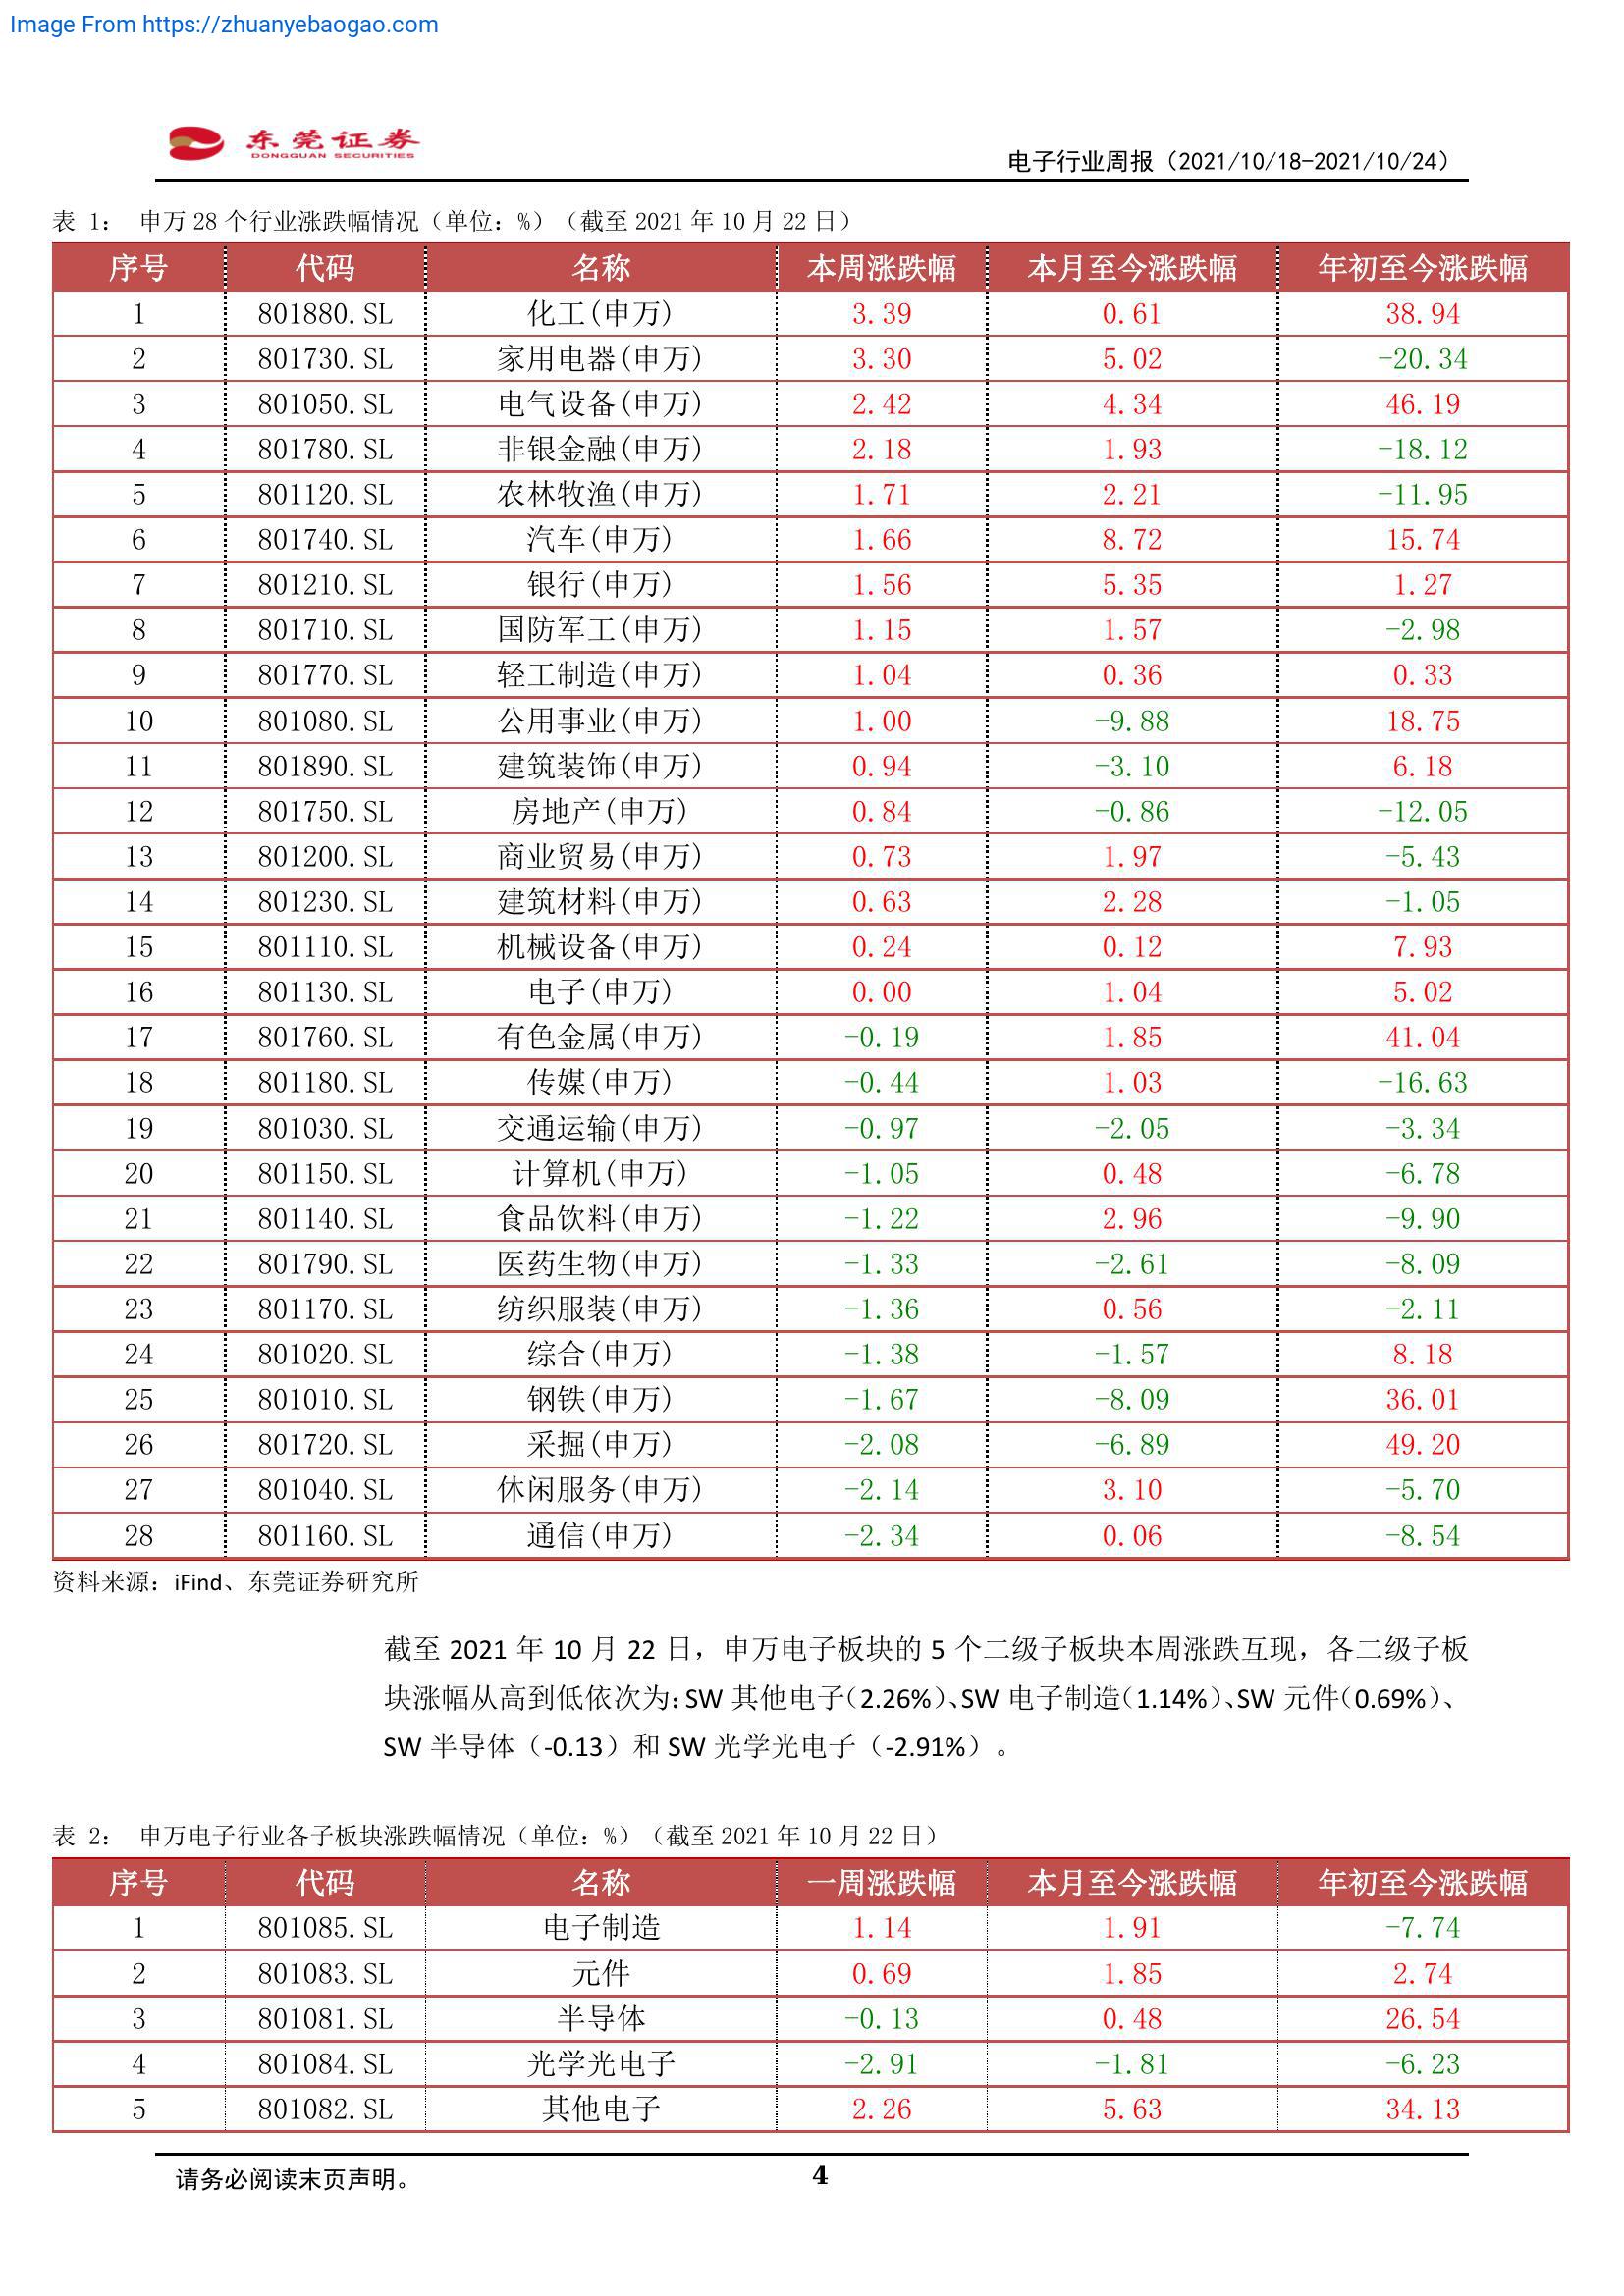 Image From https://zhuanyebaogao.com
东莞证券
DONGGUAN SECURITIES
电子行业周报（2021/10/18-2021/10/24）
表 1： 申万 28 个行业涨跌幅情况（单位：%）（截至 2021 年 10 月 22 日）
序号 代码 名称 本周涨跌幅 本月至今涨跌幅 年初至今涨跌幅
1 801880.SL 化工(申万) 3.39 0.61 38.94
2 801730.SL 家用电器(申万) 3.30 5.02 -20.34
3 801050.SL 电气设备(申万) 2.42 4.34 46.19
4 801780.SL 非银金融(申万) 2.18 1.93 -18.12
5 801120.SL 农林牧渔(申万) 1.71 2.21 -11.95
6 801740.SL 汽车(申万) 1.66 8.72 15.74
7 801210.SL 银行(申万) 1.56 5.35 1.27
8 801710.SL 国防军工(申万) 1.15 1.57 -2.98
9 801770.SL 轻工制造(申万) 1.04 0.36 0.33
10 801080.SL 公用事业(申万) 1.00 -9.88 18.75
11 801890.SL 建筑装饰(申万) 0.94 -3.10 6.18
12 801750.SL 房地产(申万) 0.84 -0.86 -12.05
13 801200.SL 商业贸易(申万) 0.73 1.97 -5.43
14 801230.SL 建筑材料(申万) 0.63 2.28 -1.05
15 801110.SL 机械设备(申万) 0.24 0.12 7.93
16 801130.SL 电子(申万) 0.00 1.04 5.02
17 801760.SL 有色金属(申万) -0.19 1.85 41.04
18 801180.SL 传媒(申万) -0.44 1.03 -16.63
19 801030.SL 交通运输(申万) -0.97 -2.05 -3.34
20 801150.SL 计算机(申万) -1.05 0.48 -6.78
21 801140.SL 食品饮料(申万) -1.22 2.96 -9.90
22 801790.SL 医药生物(申万) -1.33 -2.61 -8.09
23 801170.SL 纺织服装(申万) -1.36 0.56 -2.11
24 801020.SL 综合(申万) -1.38 -1.57 8.18
25 801010.SL 钢铁(申万) -1.67 -8.09 36.01
26 801720.SL 采掘(申万) -2.08 -6.89 49.20
27 801040.SL 休闲服务(申万) -2.14 3.10 -5.70
28 801160.SL 通信(申万) -2.34 0.06 -8.54
资料来源：iFind、东莞证券研究所
截至 2021 年 10 月 22 日，申万电子板块的 5 个二级子板块本周涨跌互现，各二级子板
块涨幅从高到低依次为：SW 其他电子（2.26%）、SW 电子制造（1.14%）、SW 元件（0.69%）、
SW 半导体（-0.13）和 SW 光学光电子（-2.91%）。
表 2： 申万电子行业各子板块涨跌幅情况（单位：%）（截至 2021 年 10 月 22 日）
序号 代码 名称 一周涨跌幅 本月至今涨跌幅 年初至今涨跌幅
1 801085.SL 电子制造 1.14 1.91 -7.74
2 801083.SL 元件 0.69 1.85 2.74
3 801081.SL 半导体 -0.13 0.48 26.54
4 801084.SL 光学光电子 -2.91 -1.81 -6.23
5 801082.SL 其他电子 2.26 5.63 34.13
请务必阅读末页声明。 4